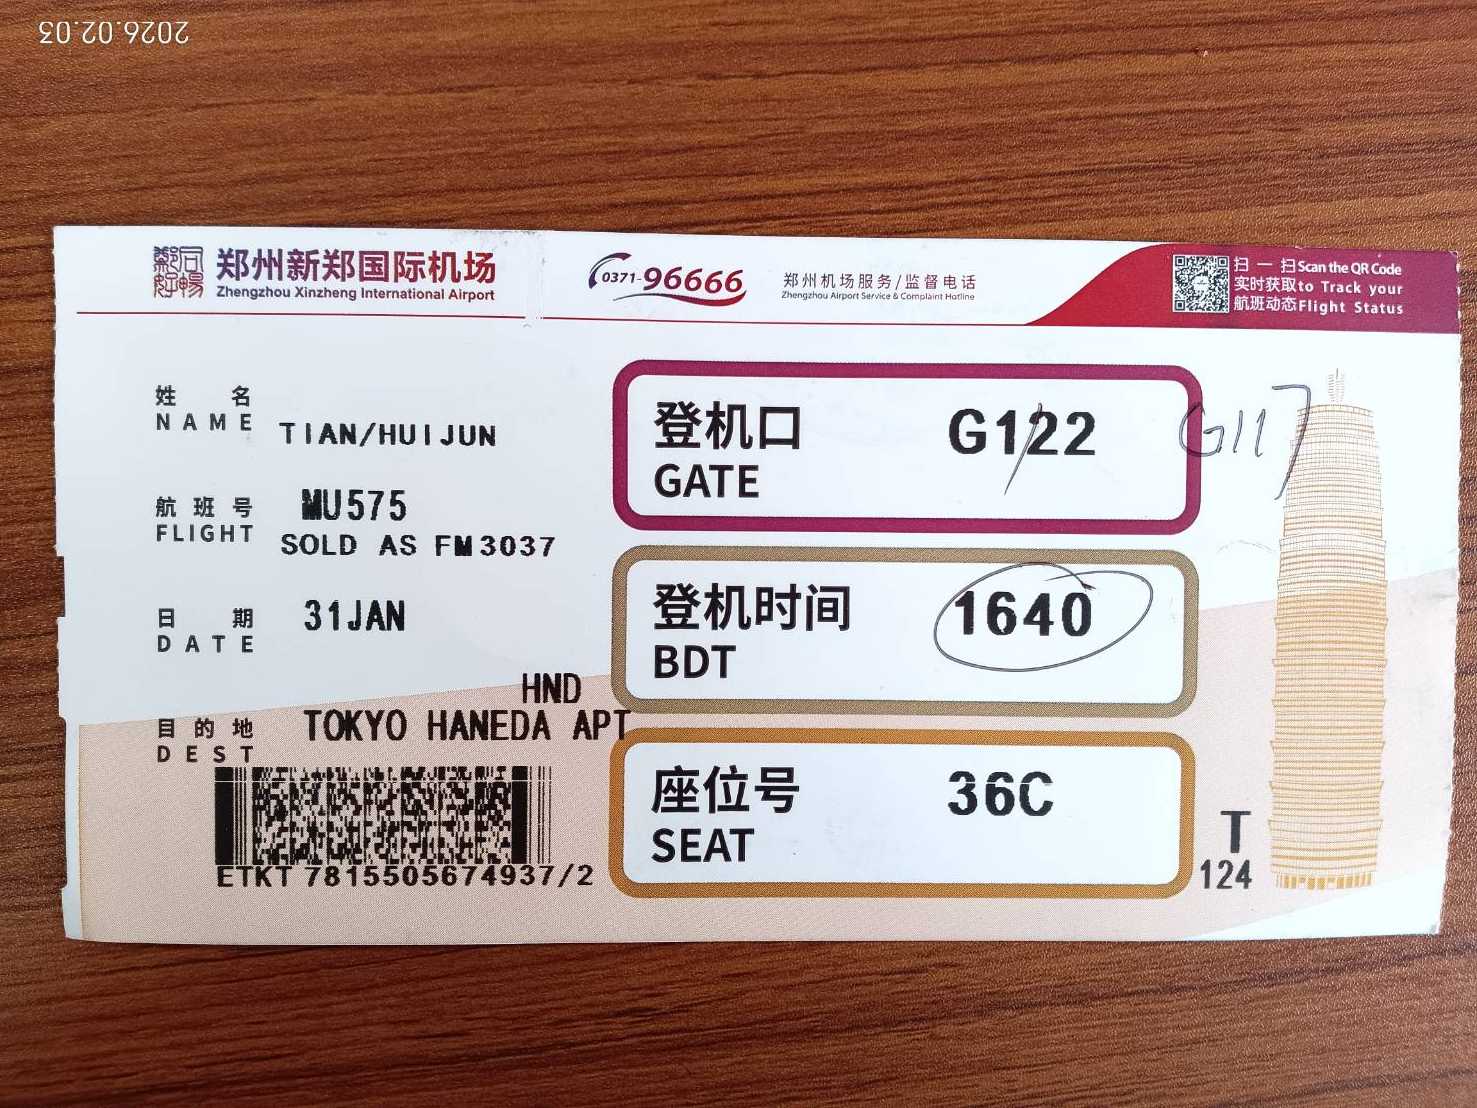 2026.02.03
郑州新郑国际机场
Zhengzhou Xinzheng International Airport
0371-96666
郑州机场服务/监督电话
Zhengzhou Airport Service & Complaint Hotline
扫一扫 Scan the QR Code
实时获取 to Track your
航班动态 Flight Status
姓名
NAME TIAN/HUIJUN
航班号 MU575
FLIGHT SOLD AS FM3037
日期 31JAN
DATE
HND
目的地 TOKYO HANEDA APT
DEST
ETKT 7815505674937/2
登机口 G122 G117
GATE
登机时间 1640
BDT
座位号 36C
SEAT
T
124